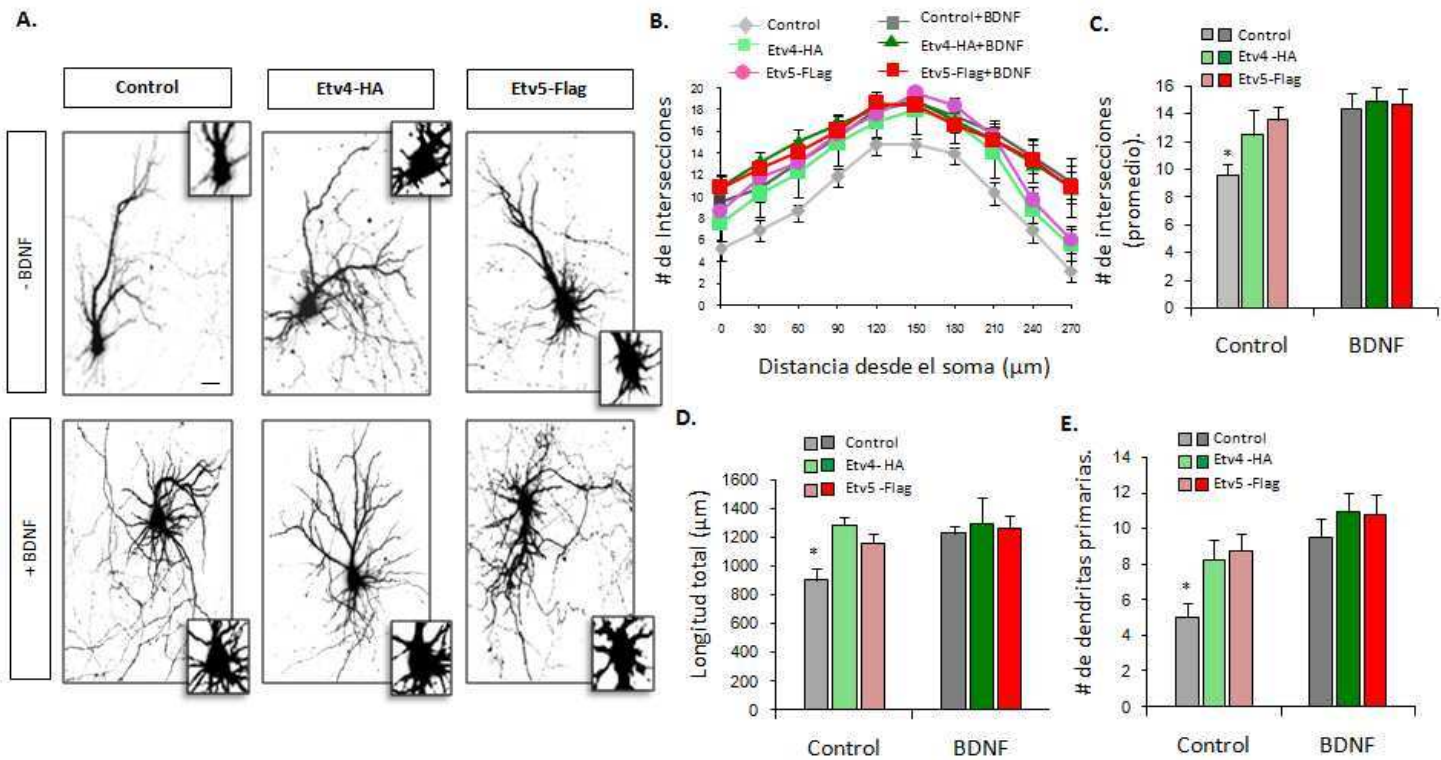 A.
Control
Etv4-HA
Etv5-Flag
- BDNF
+ BDNF
B.
Control
Etv4-HA
Etv5-FLag
Control+BDNF
Etv4-HA+BDNF
Etv5-Flag+BDNF
# de Intersecciones
20
18
16
14
12
10
8
6
4
2
0
0 30 60 90 120 150 180 210 240 270
Distancia desde el soma (µm)
C.
Control
Etv4 -HA
Etv5-Flag
# de intersecciones
(promedio).
16
14
12
10
8
6
4
2
0
*
Control BDNF
D.
Control
Etv4- HA
Etv5 -Flag
Longitud total (µm)
1600
1400
1200
1000
800
600
400
200
0
*
Control BDNF
E.
Control
Etv4 -HA
Etv5 -Flag
# de dendritas primarias.
14
12
10
8
6
4
2
0
*
Control BDNF